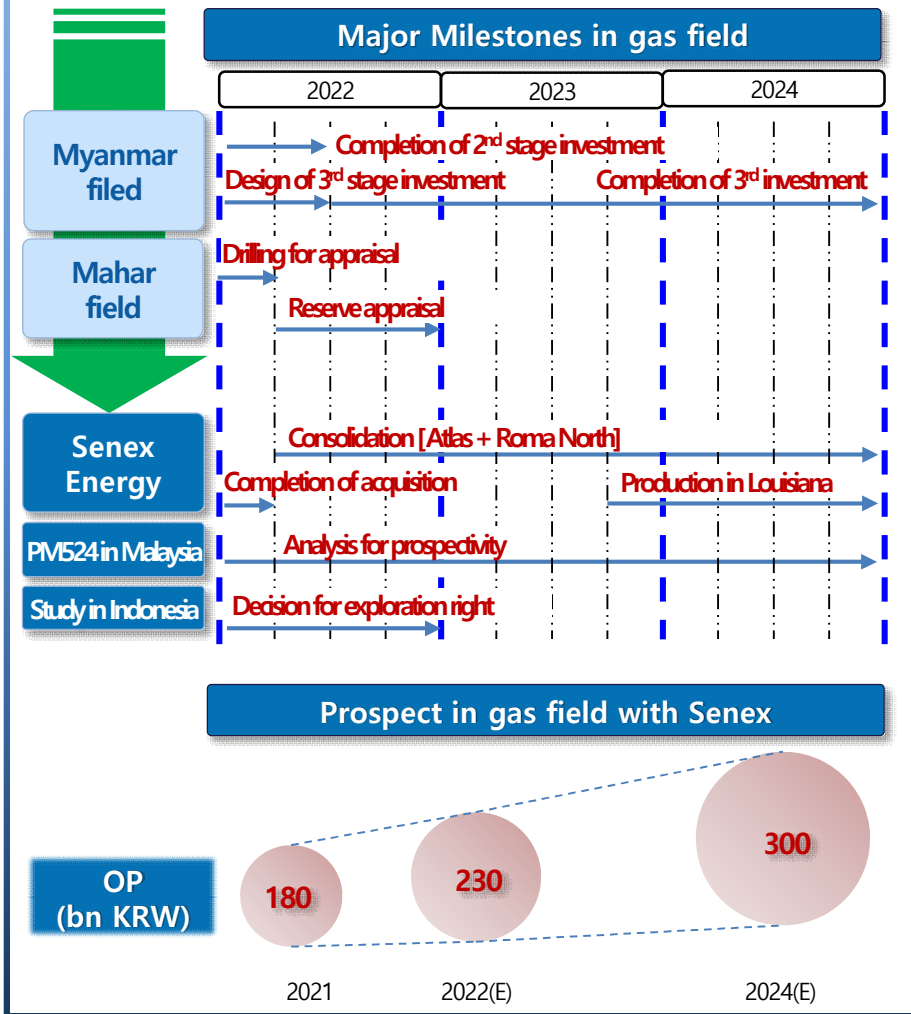 Major Milestones in gas field
2022 2023 2024
Myanmar
filed
Completion of 2nd stage investment
Design of 3rd stage investment
Completion of 3rd investment
Mahar
field
Drilling for appraisal
Reserve appraisal
Senex
Energy
Consolidation [Atlas + Roma North]
Completion of acquisition
Production in Louisiana
PM524 in Malaysia
Analysis for prospectivity
Study in Indonesia
Decision for exploration right
Prospect in gas field with Senex
OP
(bn KRW)
180 230 300
2021 2022(E) 2024(E)